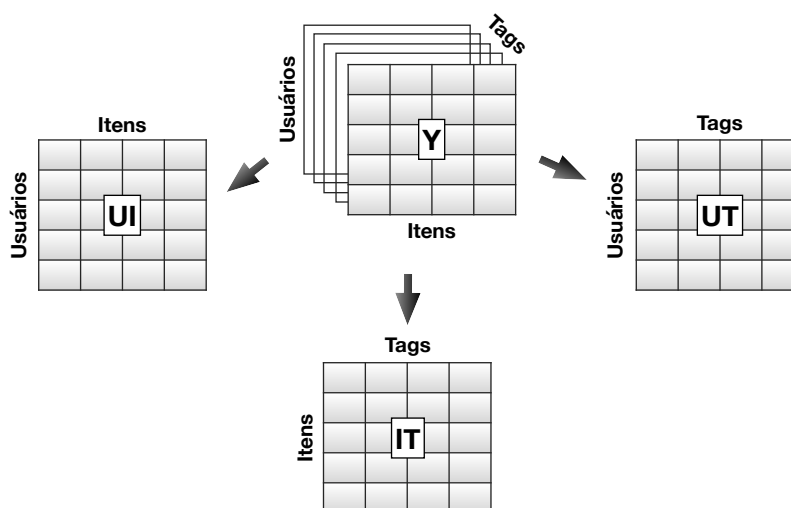 Tags
Usuários
Y
Itens
Itens
Usuários
UI
Tags
Usuários
UT
Tags
Itens
IT